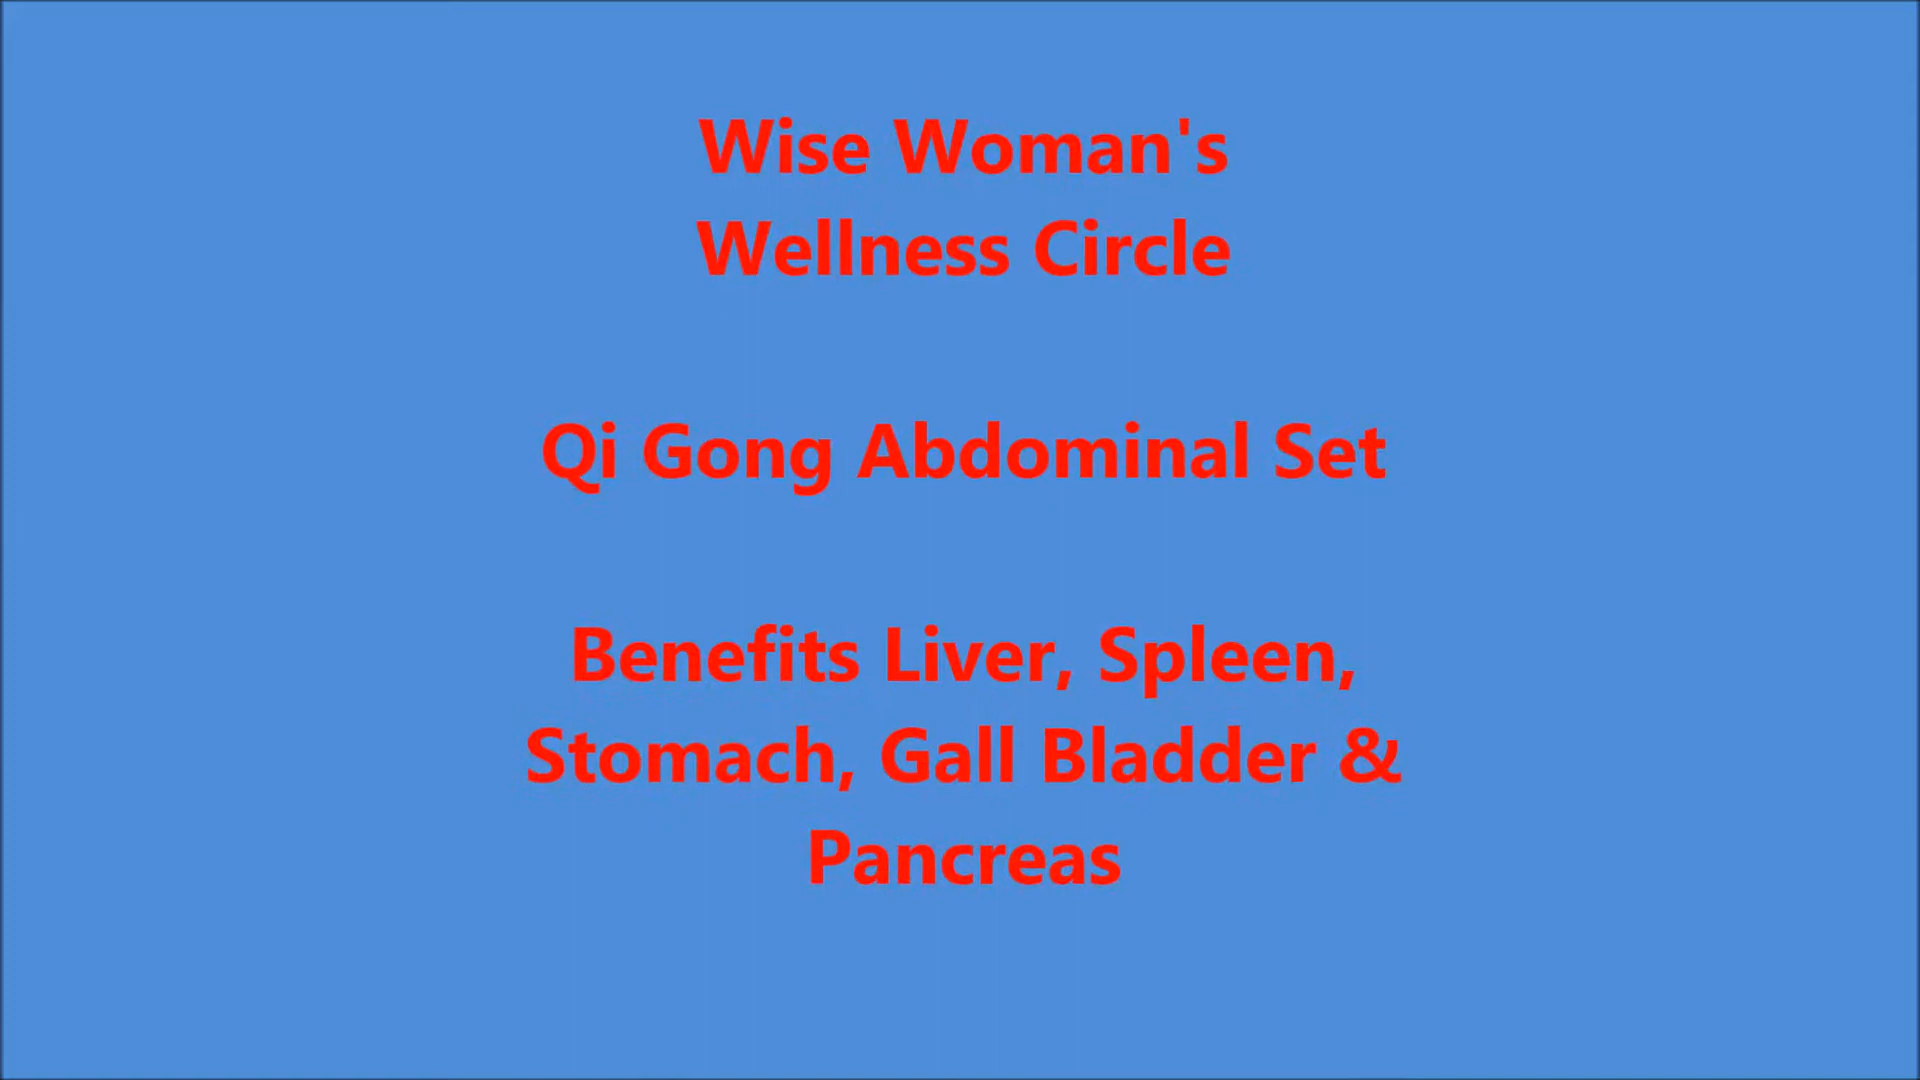 Wise Woman's
Wellness Circle
Qi Gong Abdominal Set
Benefits Liver, Spleen,
Stomach, Gall Bladder &
Pancreas